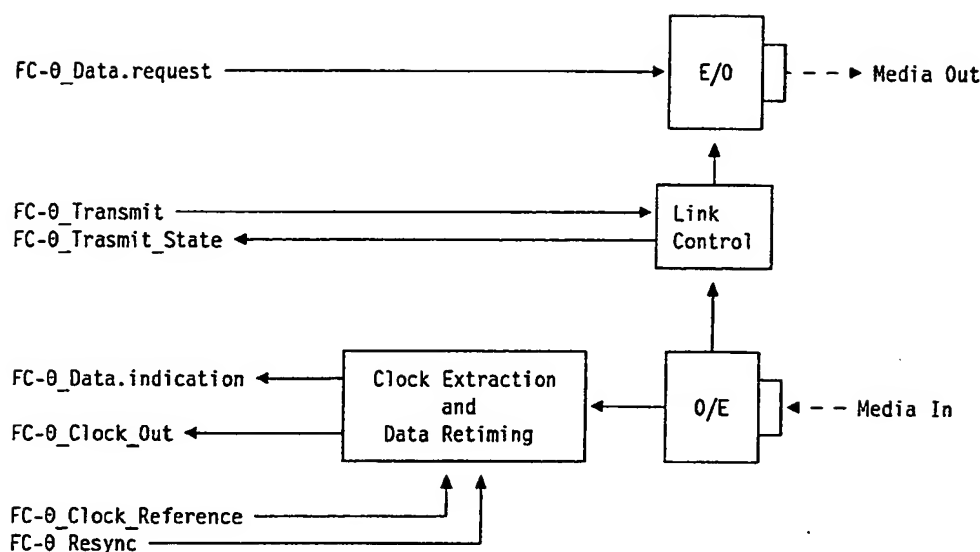 FC-0_Data.request
E/O
Media Out
FC-0_Transmit
FC-0_Trasmit_State
Link
Control
FC-0_Data.indication
FC-0_Clock_Out
Clock Extraction
and
Data Retiming
O/E
Media In
FC-0_Clock_Reference
FC-0_Resync